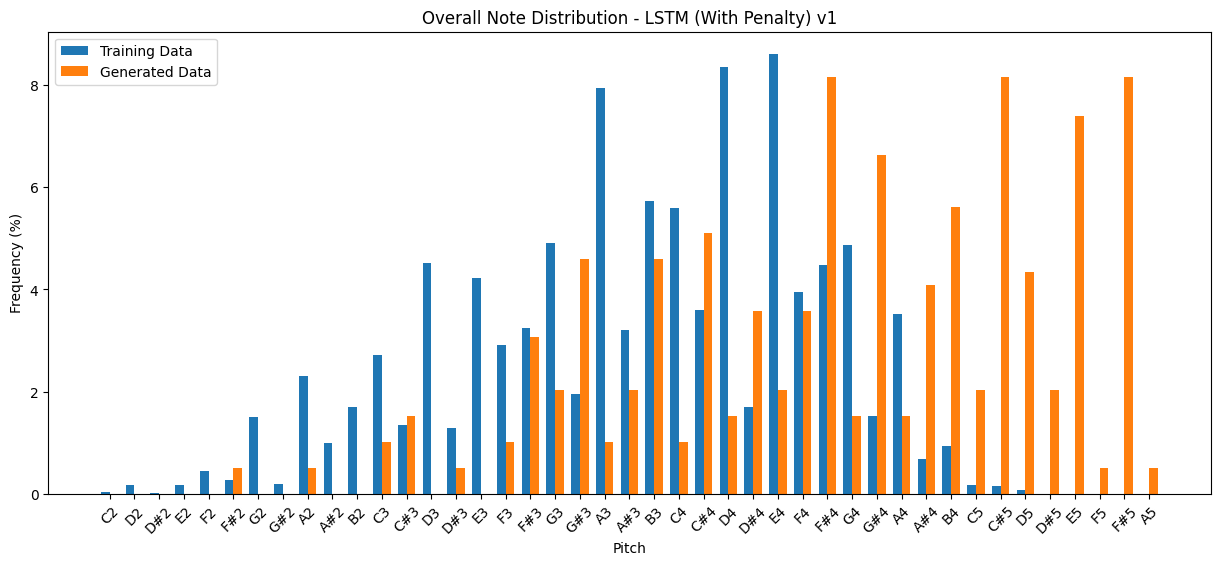 Overall Note Distribution - LSTM (With Penalty) v1
Training Data
Generated Data
Frequency (%)
8
6
4
2
0
C2 D2 D#2 E2 F2 F#2 G2 G#2 A2 A#2 B2 C3 C#3 D3 D#3 E3 F3 F#3 G3 G#3 A3 A#3 B3 C4 C#4 D4 D#4 E4 F4 F#4 G4 G#4 A4 A#4 B4 C5 C#5 D5 D#5 E5 F5 F#5 A5
Pitch